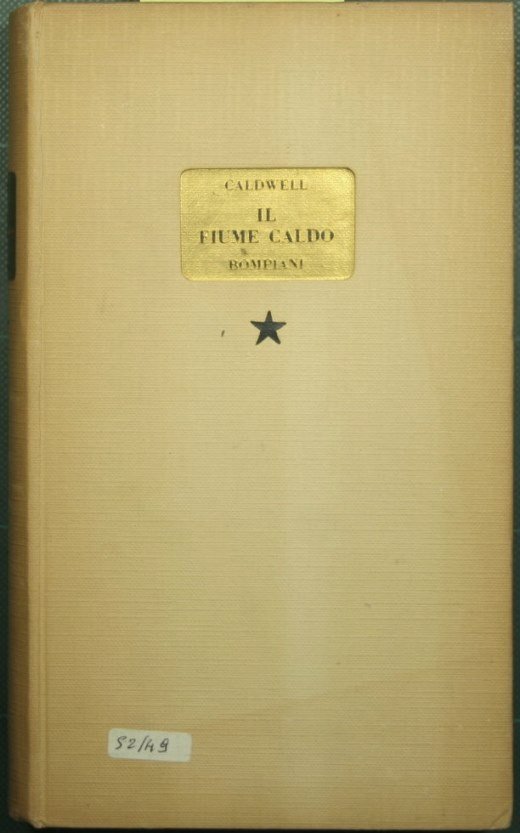 CALDWELL
IL
FIUME CALDO
BOMPIANI
52/49